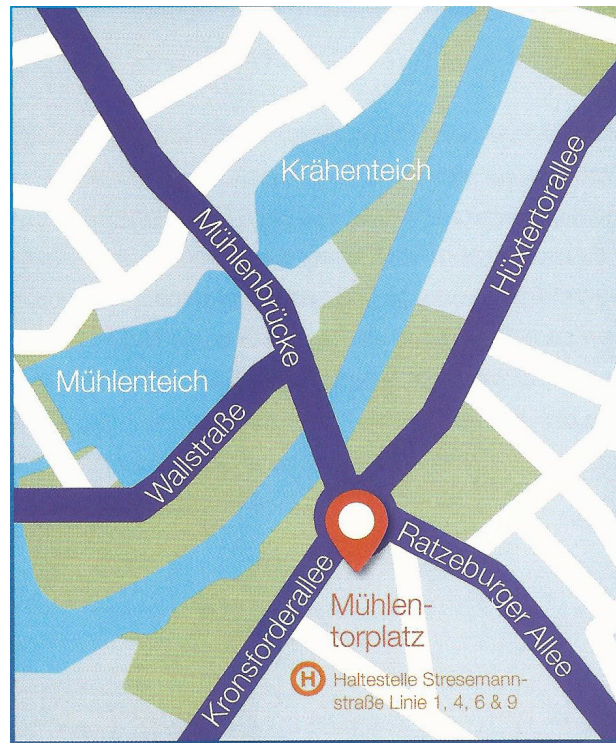 Krähenteich
Hüxtertorallee
Mühlenbrücke
Mühlenteich
Wallstraße
Ratzeburger Allee
Kronsforderallee
Mühlen-
torplatz
H Haltestelle Stresemann-
straße Linie 1, 4, 6 & 9